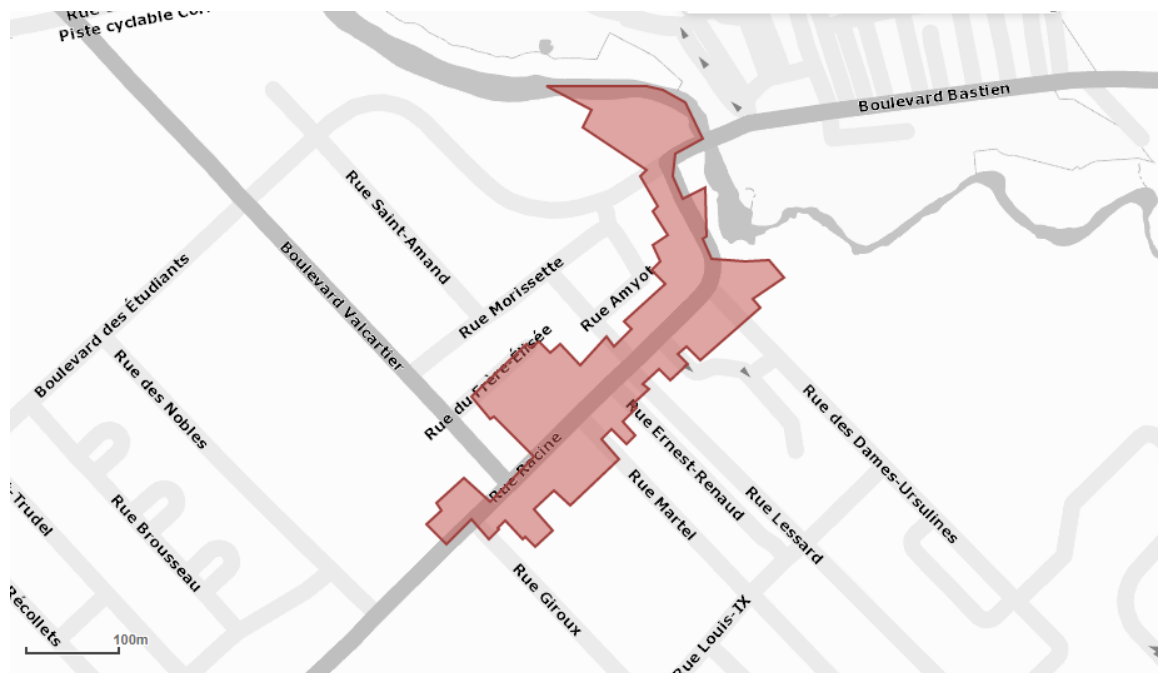 Rue
Piste cyclable
Boulevard Bastien
Rue Saint-Amand
Boulevard Valcartier
Boulevard des Étudiants
Rue Morissette
Rue Amyot
Rue du Frère-Élisée
Rue des Nobles
Rue Racine
Rue des Dames-Ursulines
Rue Ernest-Renaud
Rue Lessard
Rue Martel
Trudel
Rue Brousseau
Récollets
Rue Giroux
Rue Louis-IX
100m